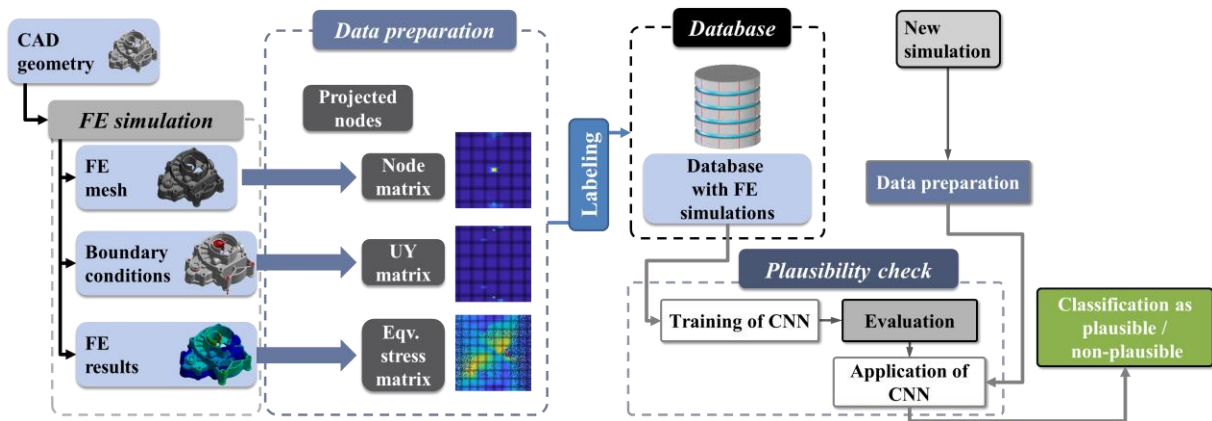 CAD
geometry
FE simulation
FE
mesh
Boundary
conditions
FE
results
Data preparation
Projected
nodes
Node
matrix
UY
matrix
Eqv.
stress
matrix
Labeling
Database
Database
with FE
simulations
Plausibility check
Training of CNN
Evaluation
Application of
CNN
New
simulation
Data preparation
Classification as
plausible /
non-plausible